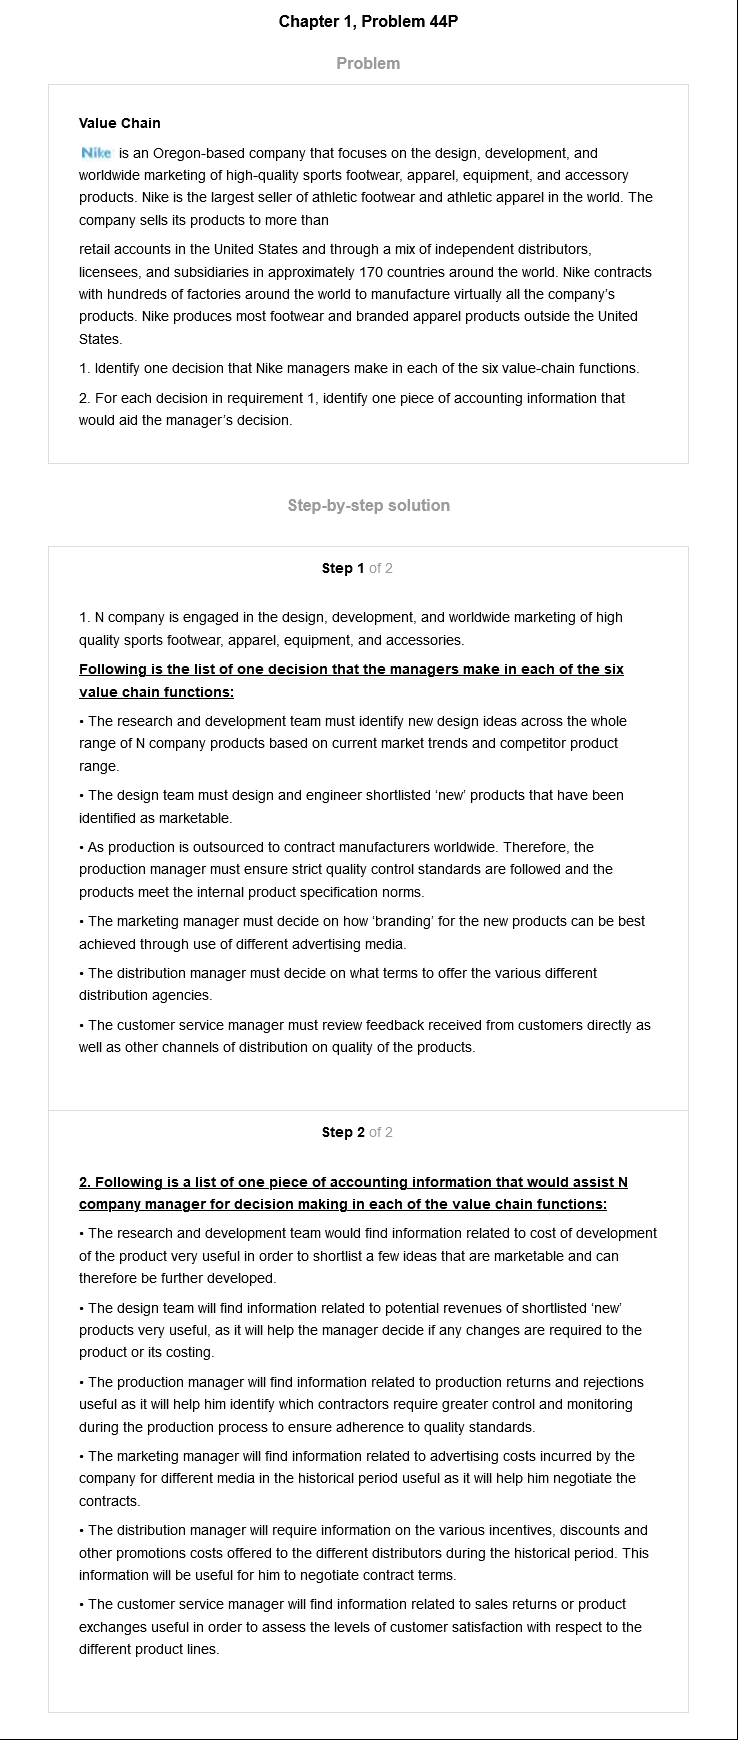 Chapter 1, Problem 44P
Problem
Value Chain
Nike is an Oregon-based company that focuses on the design, development, and
worldwide marketing of high-quality sports footwear, apparel, equipment, and accessory
products. Nike is the largest seller of athletic footwear and athletic apparel in the world. The
company sells its products to more than
retail accounts in the United States and through a mix of independent distributors,
licensees, and subsidiaries in approximately 170 countries around the world. Nike contracts
with hundreds of factories around the world to manufacture virtually all the company's
products. Nike produces most footwear and branded apparel products outside the United
States.
1. Identify one decision that Nike managers make in each of the six value-chain functions.
2. For each decision in requirement 1, identify one piece of accounting information that
would aid the manager's decision.
Step-by-step solution
Step 1 of 2
1. N company is engaged in the design, development, and worldwide marketing of high
quality sports footwear, apparel, equipment, and accessories.
Following is the list of one decision that the managers make in each of the six
value chain functions:
• The research and development team must identify new design ideas across the whole
range of N company products based on current market trends and competitor product
range.
• The design team must design and engineer shortlisted ‘new’ products that have been
identified as marketable.
• As production is outsourced to contract manufacturers worldwide. Therefore, the
production manager must ensure strict quality control standards are followed and the
products meet the internal product specification norms.
• The marketing manager must decide on how ‘branding’ for the new products can be best
achieved through use of different advertising media.
• The distribution manager must decide on what terms to offer the various different
distribution agencies.
• The customer service manager must review feedback received from customers directly as
well as other channels of distribution on quality of the products.
Step 2 of 2
2. Following is a list of one piece of accounting information that would assist N
company manager for decision making in each of the value chain functions:
• The research and development team would find information related to cost of development
of the product very useful in order to shortlist a few ideas that are marketable and can
therefore be further developed.
• The design team will find information related to potential revenues of shortlisted ‘new’
products very useful, as it will help the manager decide if any changes are required to the
product or its costing.
• The production manager will find information related to production returns and rejections
useful as it will help him identify which contractors require greater control and monitoring
during the production process to ensure adherence to quality standards.
• The marketing manager will find information related to advertising costs incurred by the
company for different media in the historical period useful as it will help him negotiate the
contracts.
• The distribution manager will require information on the various incentives, discounts and
other promotions costs offered to the different distributors during the historical period. This
information will be useful for him to negotiate contract terms.
• The customer service manager will find information related to sales returns or product
exchanges useful in order to assess the levels of customer satisfaction with respect to the
different product lines.